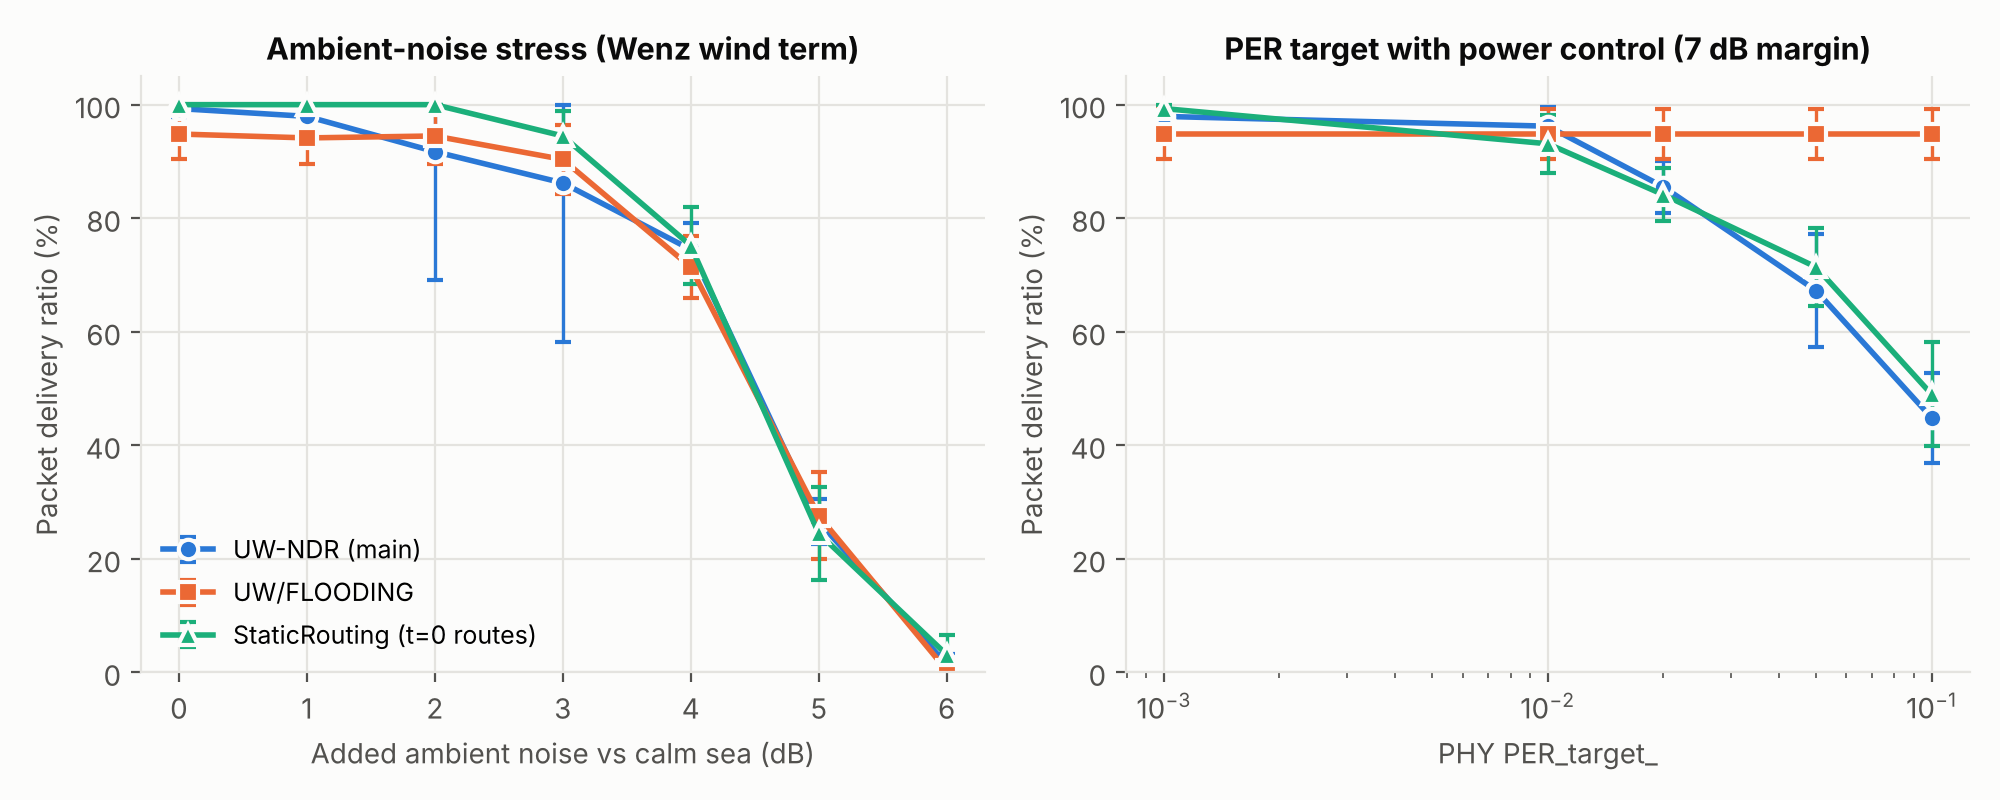 Ambient-noise stress (Wenz wind term)
Packet delivery ratio (%)
100
80
60
40
20
0
UW-NDR (main)
UW/FLOODING
StaticRouting (t=0 routes)
0 1 2 3 4 5 6
Added ambient noise vs calm sea (dB)
PER target with power control (7 dB margin)
Packet delivery ratio (%)
100
80
60
40
20
0
10⁻³ 10⁻² 10⁻¹
PHY PER_target_